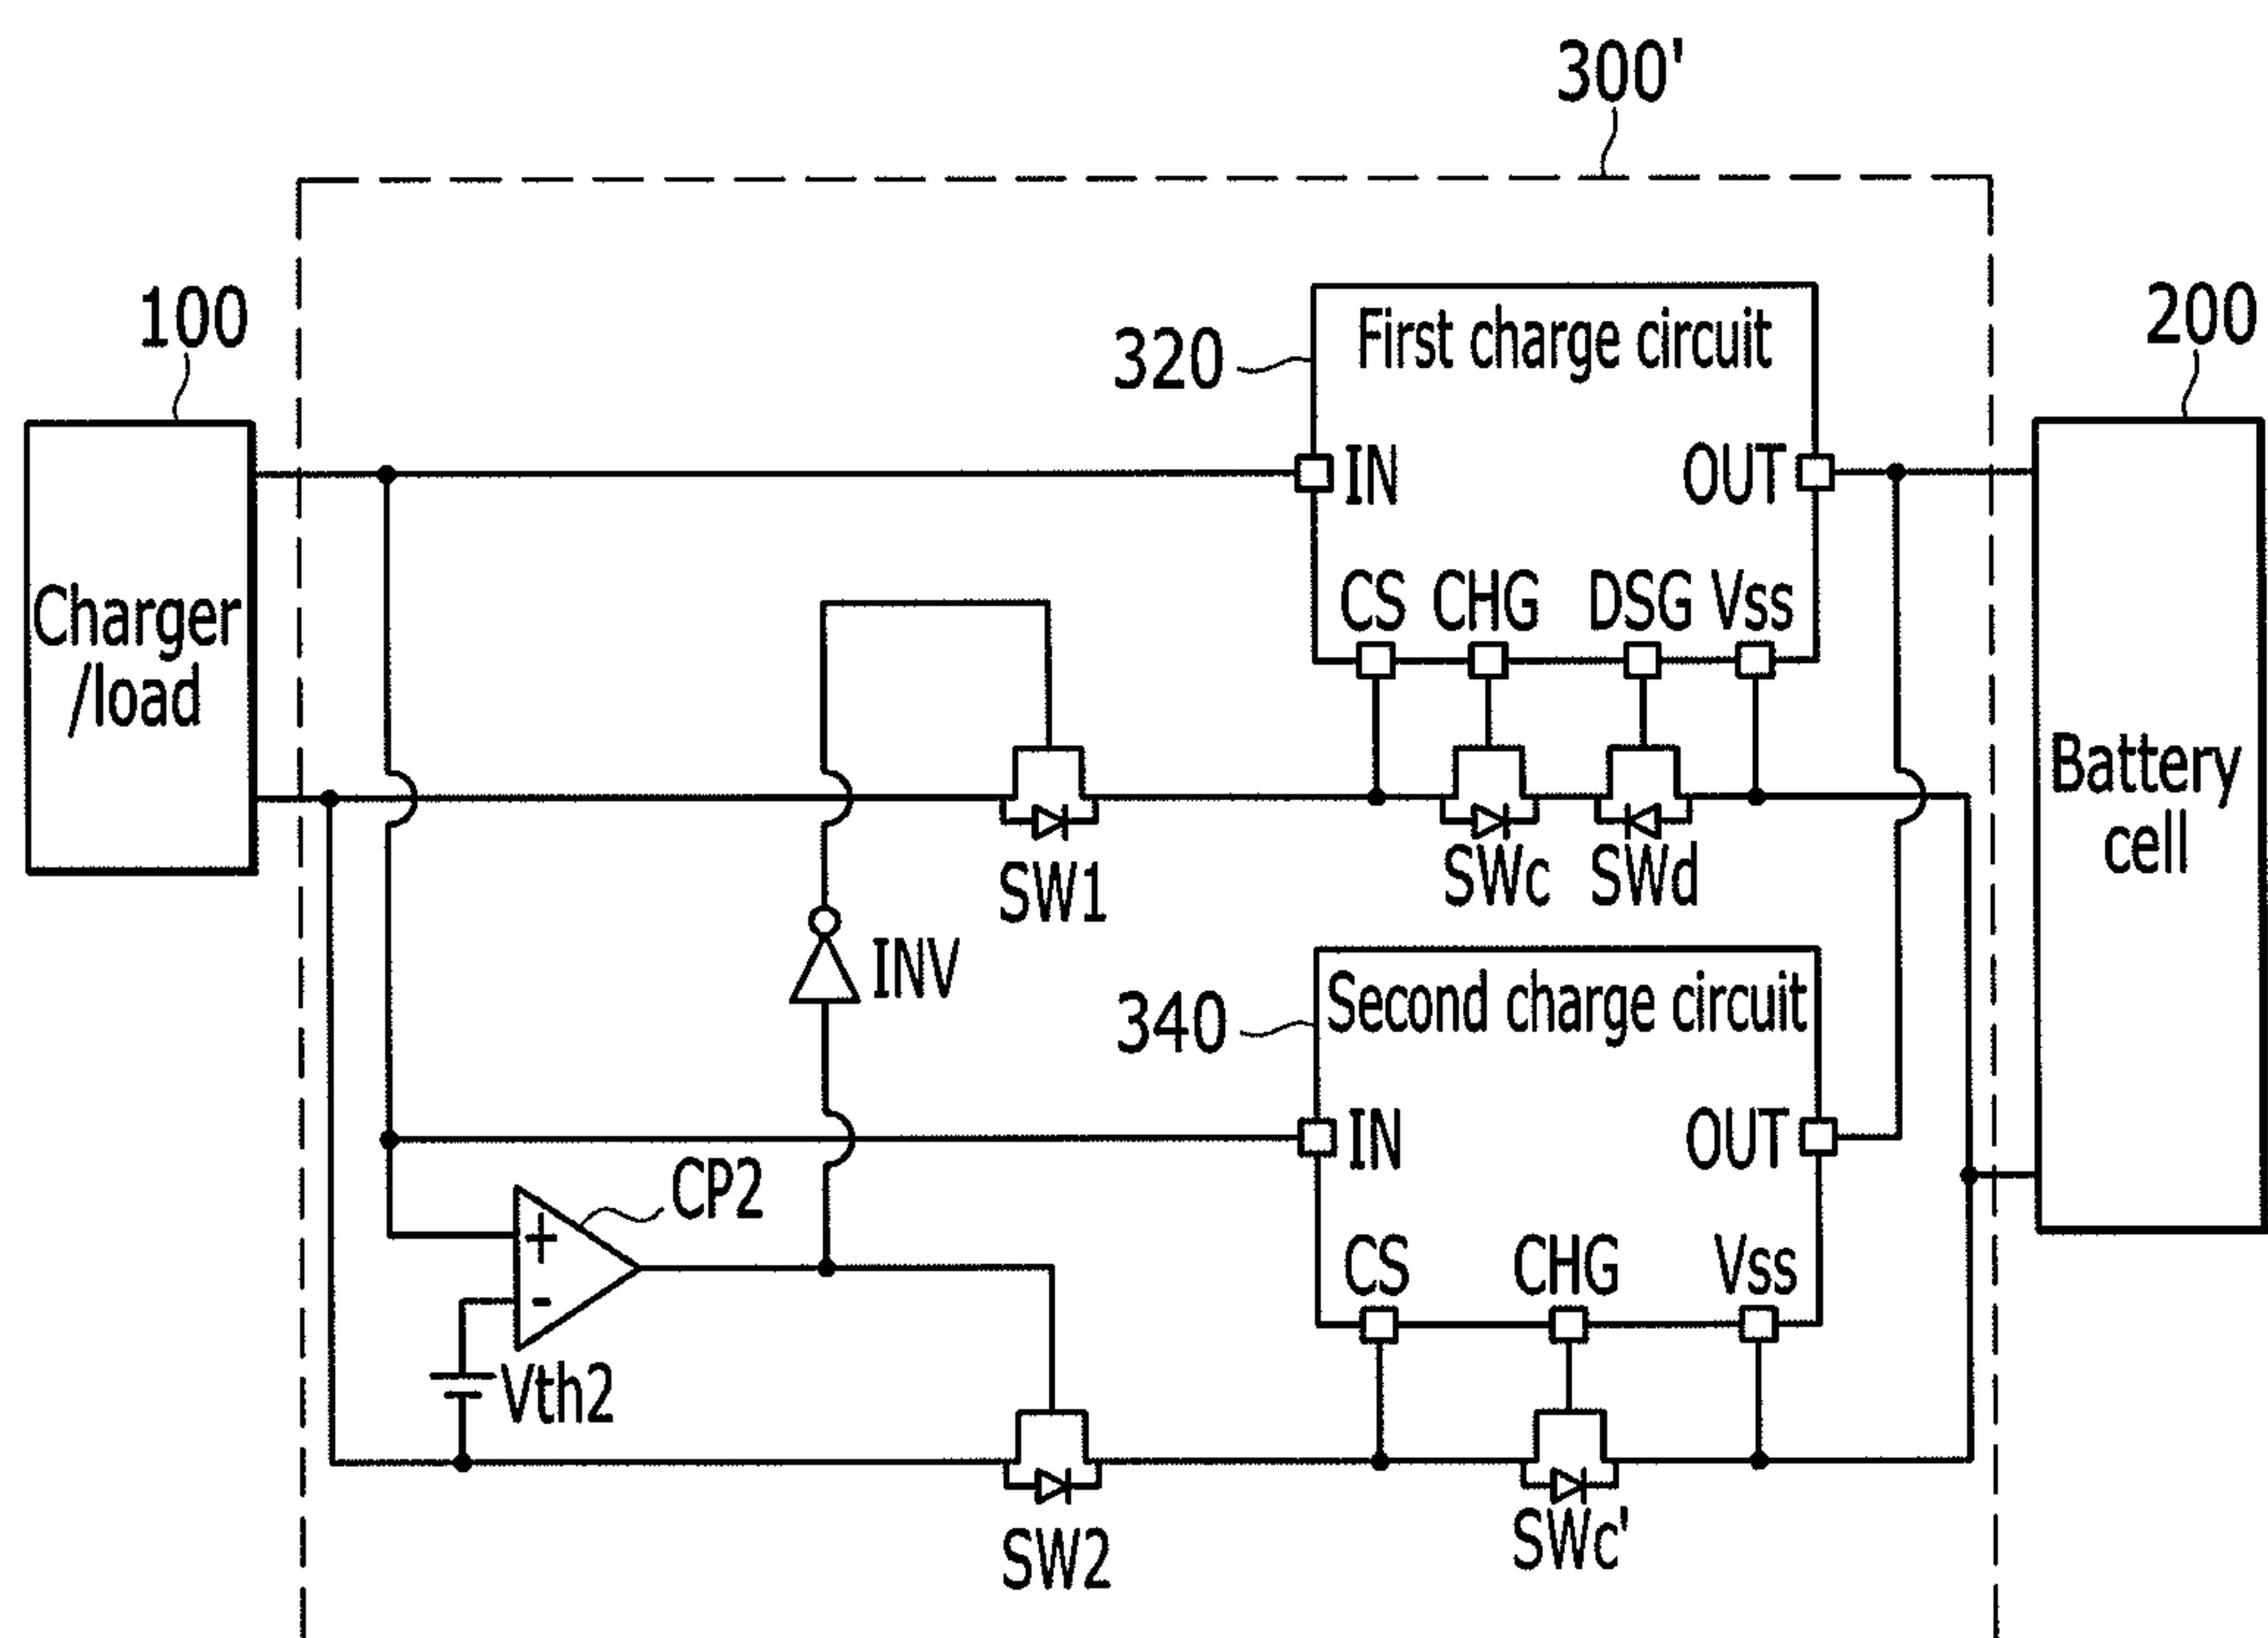 300'
100
320
First charge circuit
200
IN
OUT
CS
CHG
DSG
Vss
Charger
/load
Battery
cell
SW1
SWc
SWd
INV
340
Second charge circuit
IN
OUT
CP2
+
-
CS
CHG
Vss
Vth2
SW2
SWc'